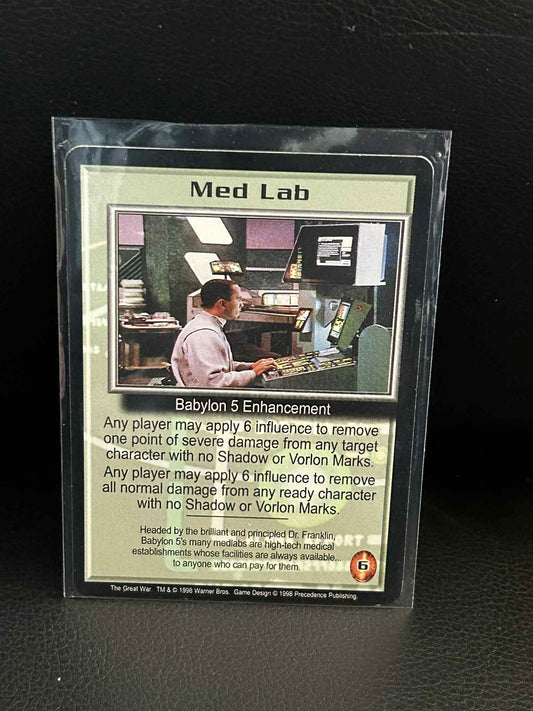 Med Lab
Babylon 5 Enhancement
Any player may apply 6 influence to remove
one point of severe damage from any target
character with no Shadow or Vorlon Marks.
Any player may apply 6 influence to remove
all normal damage from any ready character
with no Shadow or Vorlon Marks.
Headed by the brilliant and principled Dr. Franklin,
Babylon 5's many medlabs are high-tech medical
establishments whose facilities are always available...
to anyone who can pay for them.
6
The Great War. TM & © 1998 Warner Bros. Game Design © 1998 Precedence Publishing.